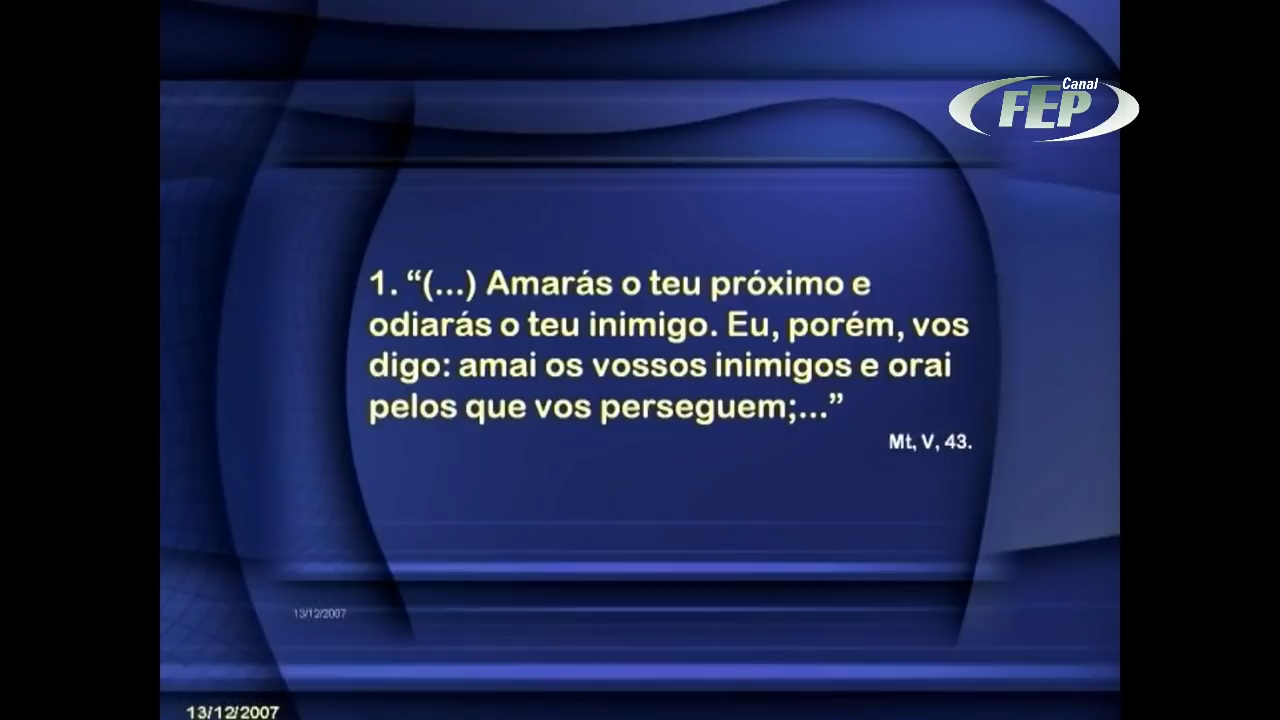 Canal
FEP
1. “(...) Amarás o teu próximo e
odiarás o teu inimigo. Eu, porém, vos
digo: amai os vossos inimigos e orai
pelos que vos perseguem;...”
Mt, V, 43.
13/12/2007
13/12/2007